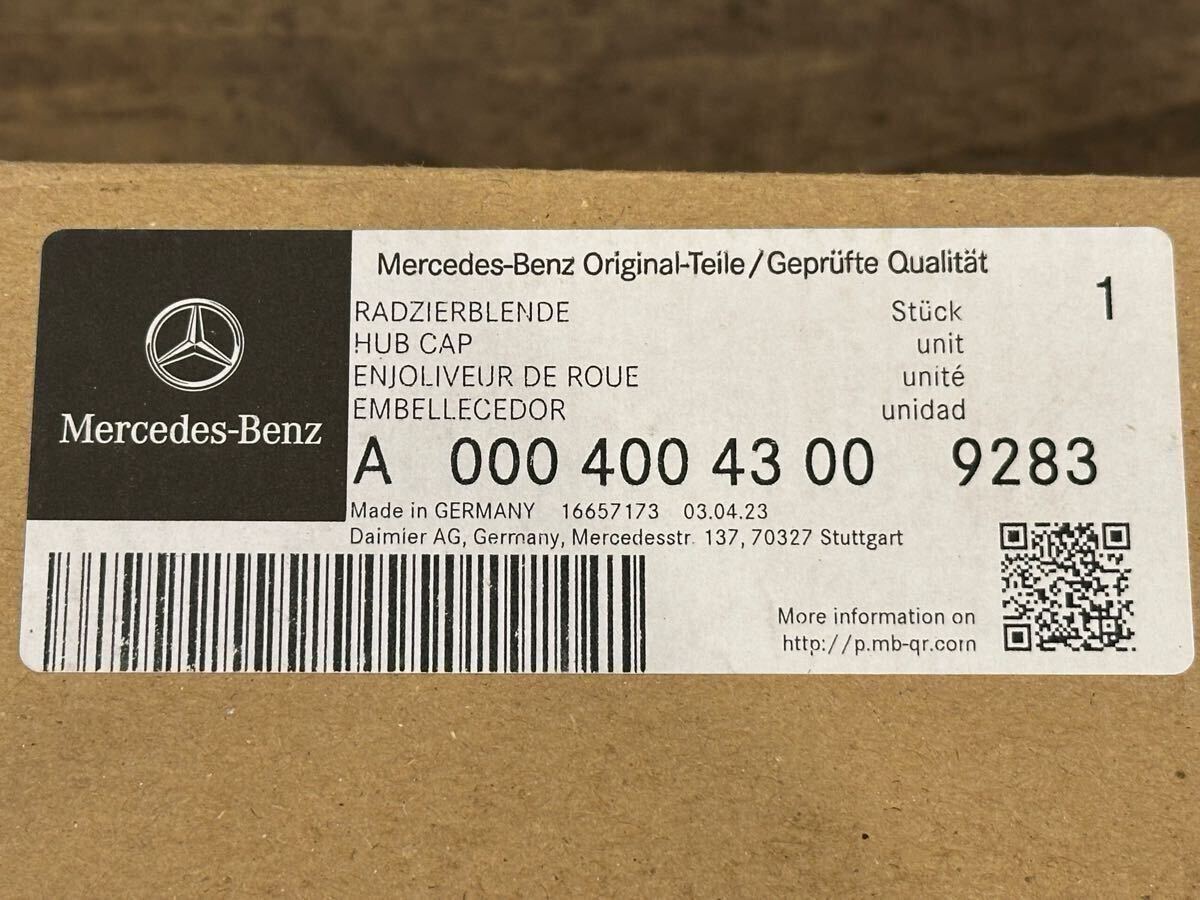 Mercedes-Benz
Mercedes-Benz Original-Teile/Geprüfte Qualität
RADZIERBLENDE Stück 1
HUB CAP unit
ENJOLIVEUR DE ROUE unité
EMBELLECEDOR unidad
A 000 400 43 00 9283
Made in GERMANY 16657173 03.04.23
Daimler AG, Germany, Mercedesstr. 137, 70327 Stuttgart
More information on
http://p.mb-qr.com